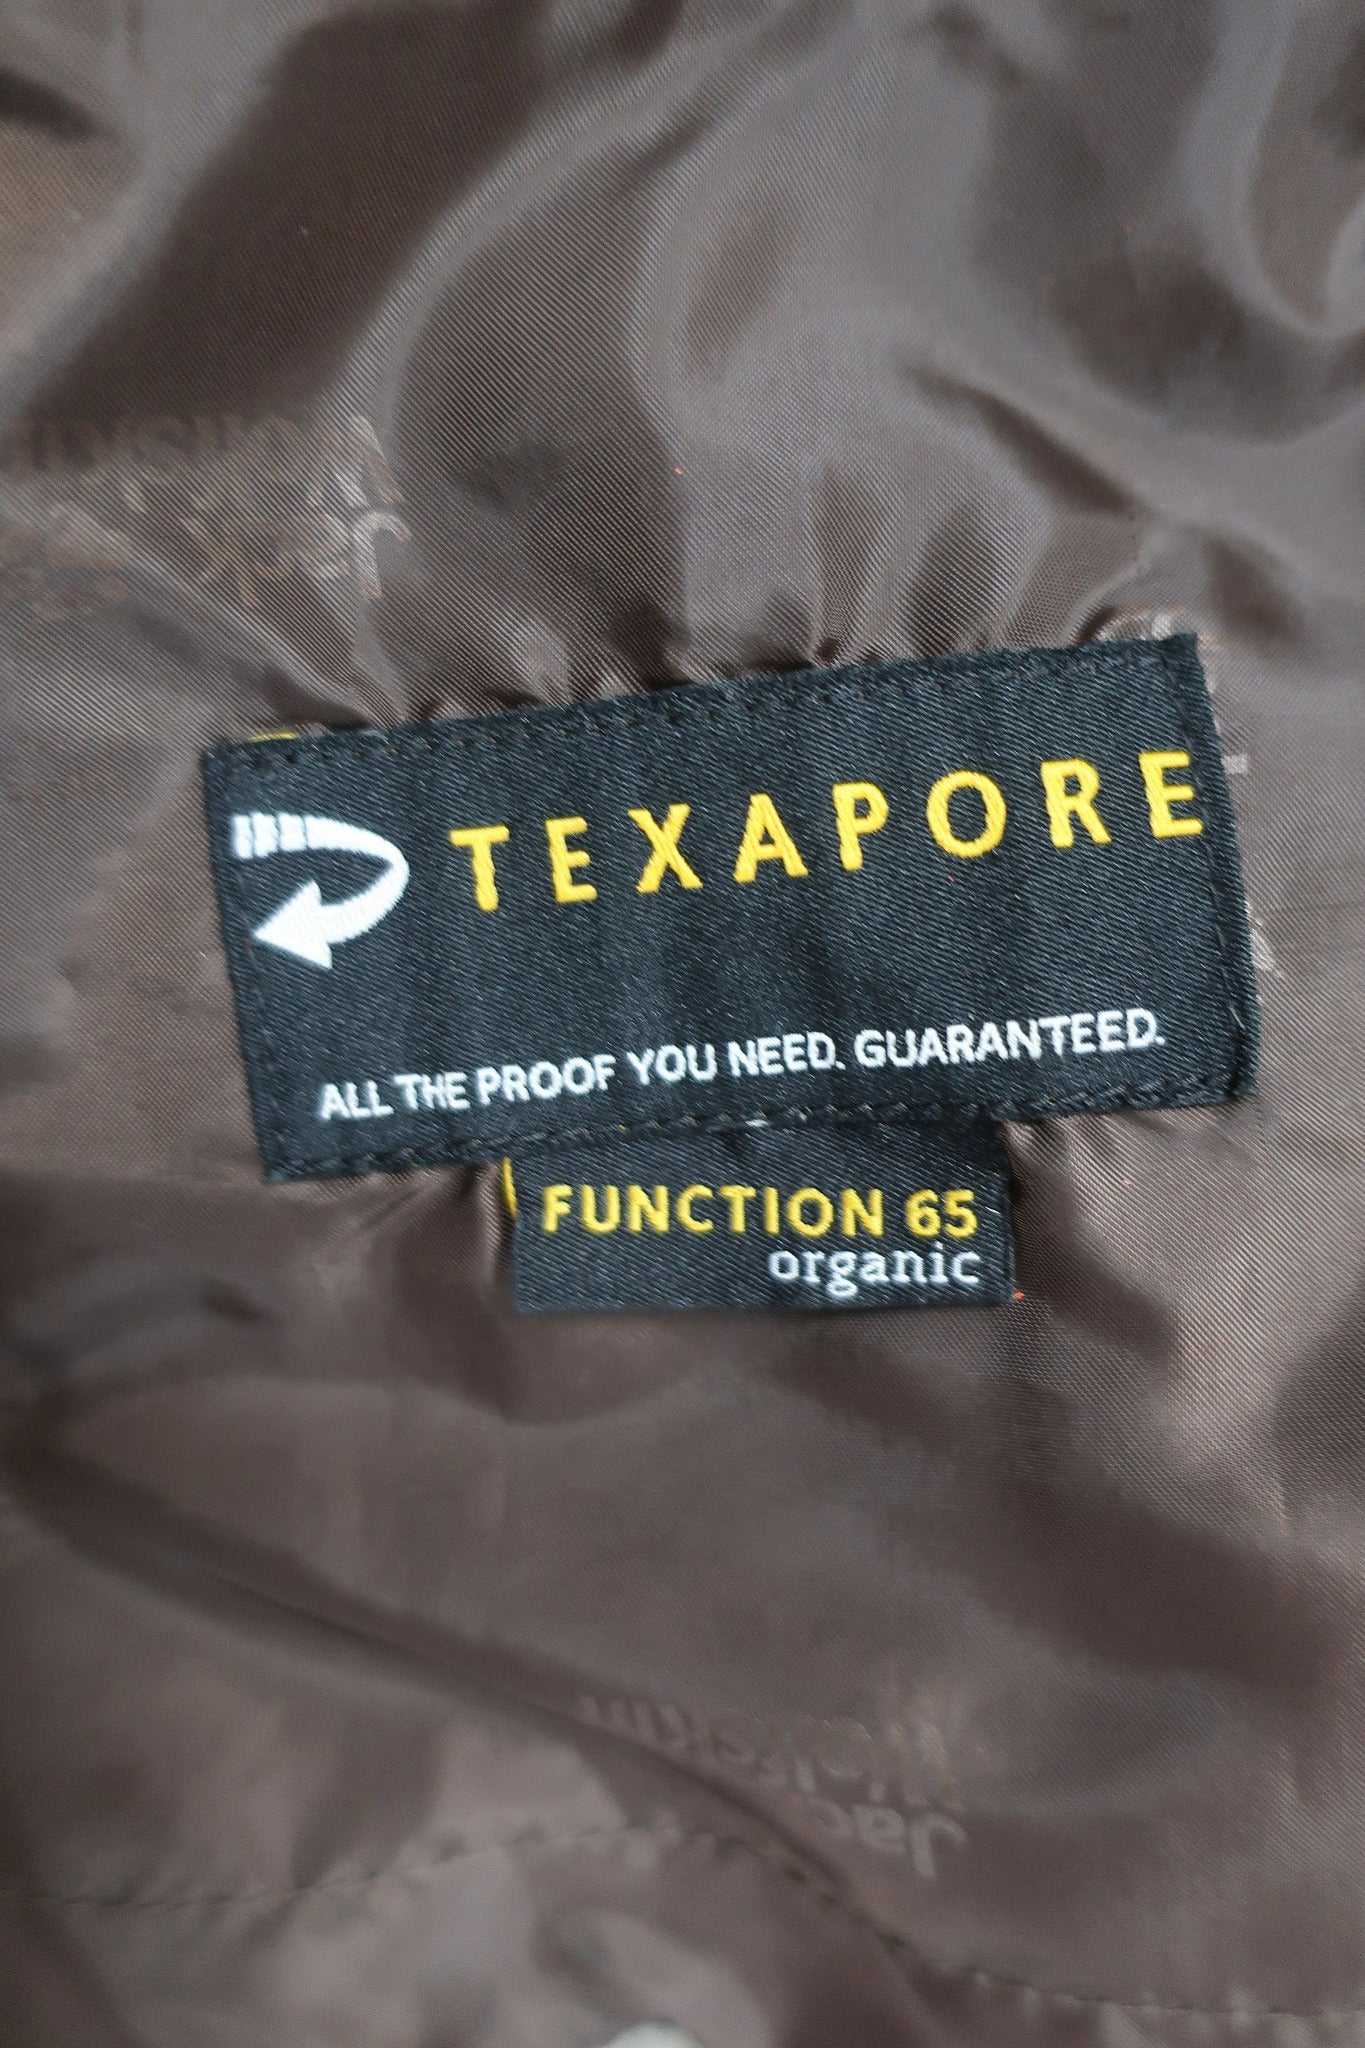 TEXAPORE
ALL THE PROOF YOU NEED. GUARANTEED.
FUNCTION 65
organic